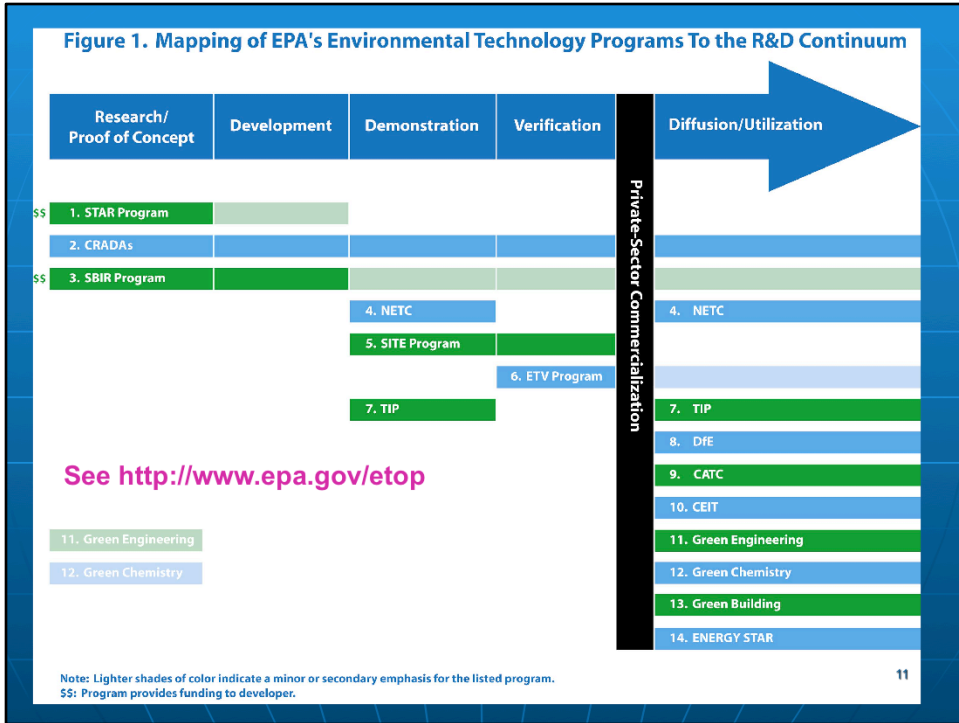 Figure 1. Mapping of EPA's Environmental Technology Programs To the R&D Continuum
Research/
Proof of Concept
Development
Demonstration
Verification
Diffusion/Utilization
Private-Sector Commercialization
$$ 1. STAR Program
2. CRADAs
$$ 3. SBIR Program
4. NETC
4. NETC
5. SITE Program
6. ETV Program
7. TIP
7. TIP
8. DfE
See http://www.epa.gov/etop
9. CATC
10. CEIT
11. Green Engineering
11. Green Engineering
12. Green Chemistry
12. Green Chemistry
13. Green Building
14. ENERGY STAR
Note: Lighter shades of color indicate a minor or secondary emphasis for the listed program.
$$: Program provides funding to developer.
11